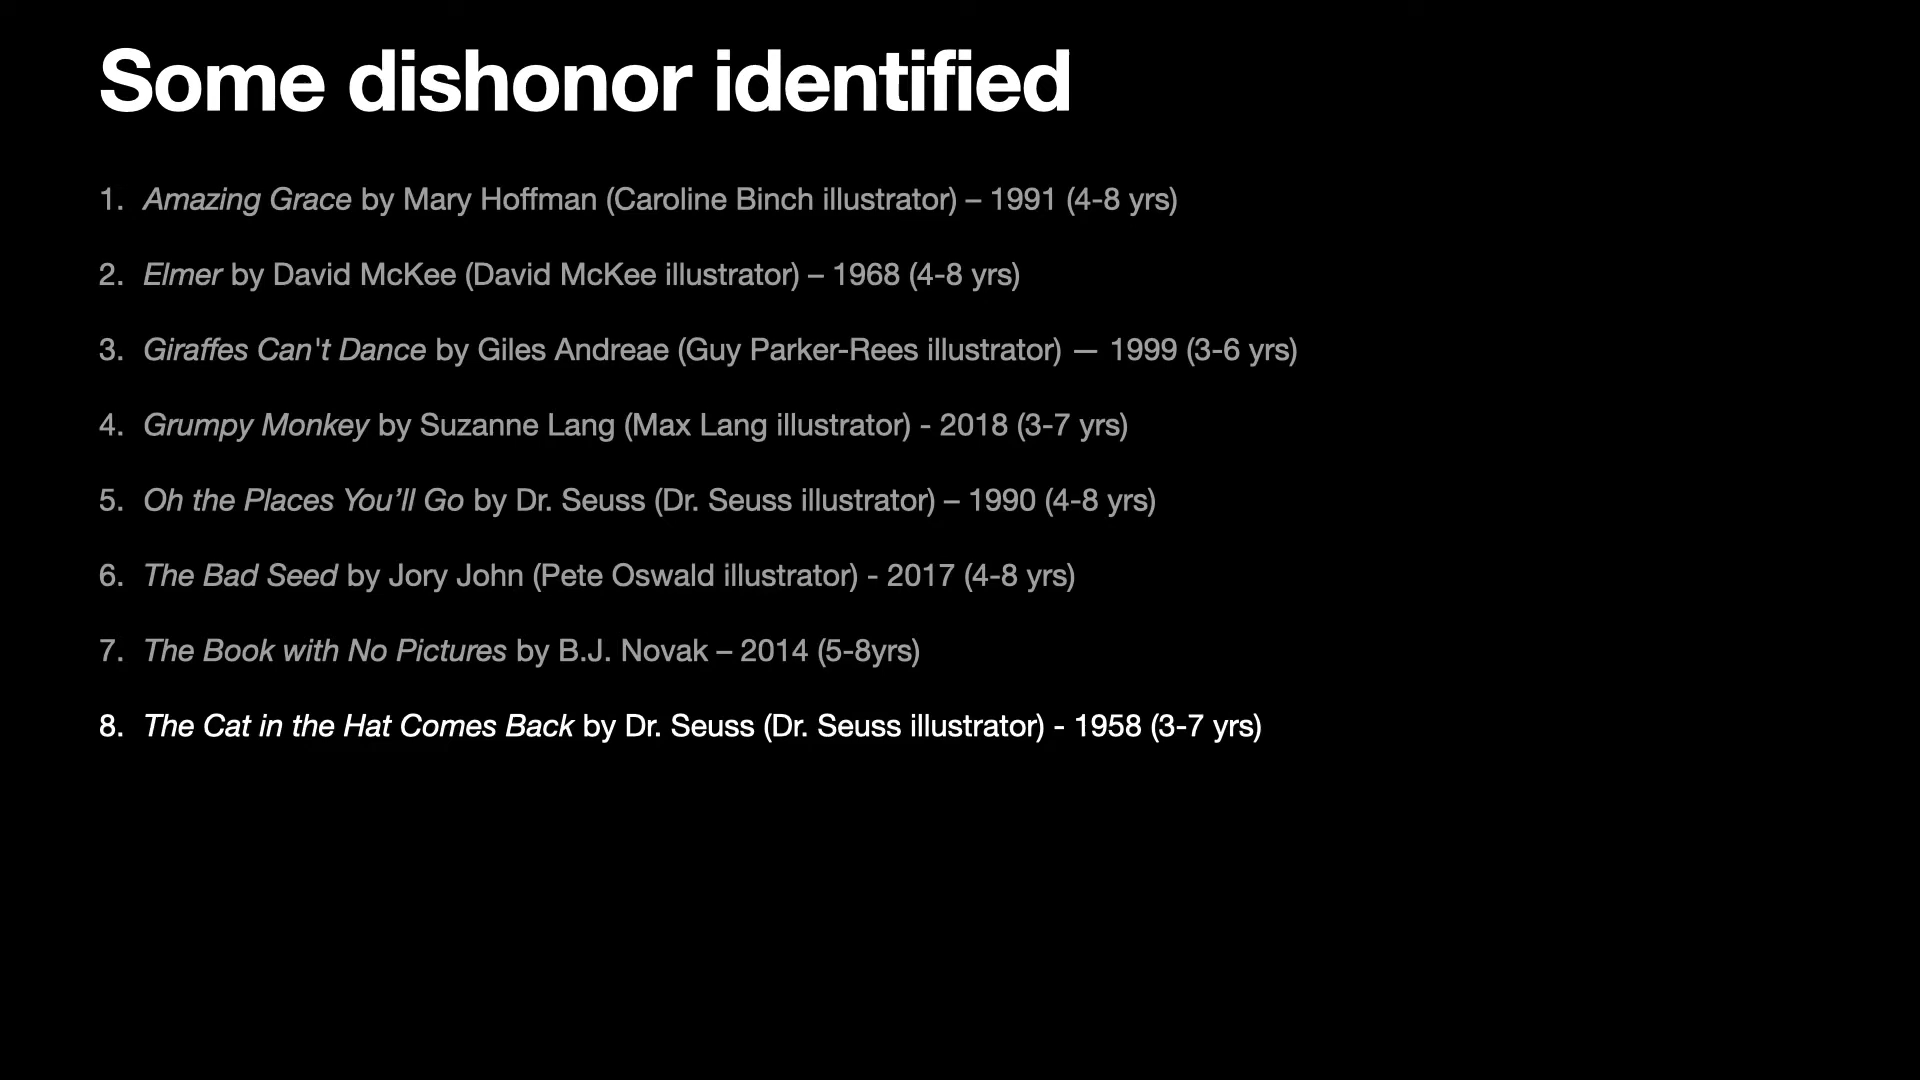 Some dishonor identified
1. Amazing Grace by Mary Hoffman (Caroline Binch illustrator) – 1991 (4-8 yrs)
2. Elmer by David McKee (David McKee illustrator) – 1968 (4-8 yrs)
3. Giraffes Can't Dance by Giles Andreae (Guy Parker-Rees illustrator) — 1999 (3-6 yrs)
4. Grumpy Monkey by Suzanne Lang (Max Lang illustrator) - 2018 (3-7 yrs)
5. Oh the Places You’ll Go by Dr. Seuss (Dr. Seuss illustrator) – 1990 (4-8 yrs)
6. The Bad Seed by Jory John (Pete Oswald illustrator) - 2017 (4-8 yrs)
7. The Book with No Pictures by B.J. Novak – 2014 (5-8yrs)
8. The Cat in the Hat Comes Back by Dr. Seuss (Dr. Seuss illustrator) - 1958 (3-7 yrs)